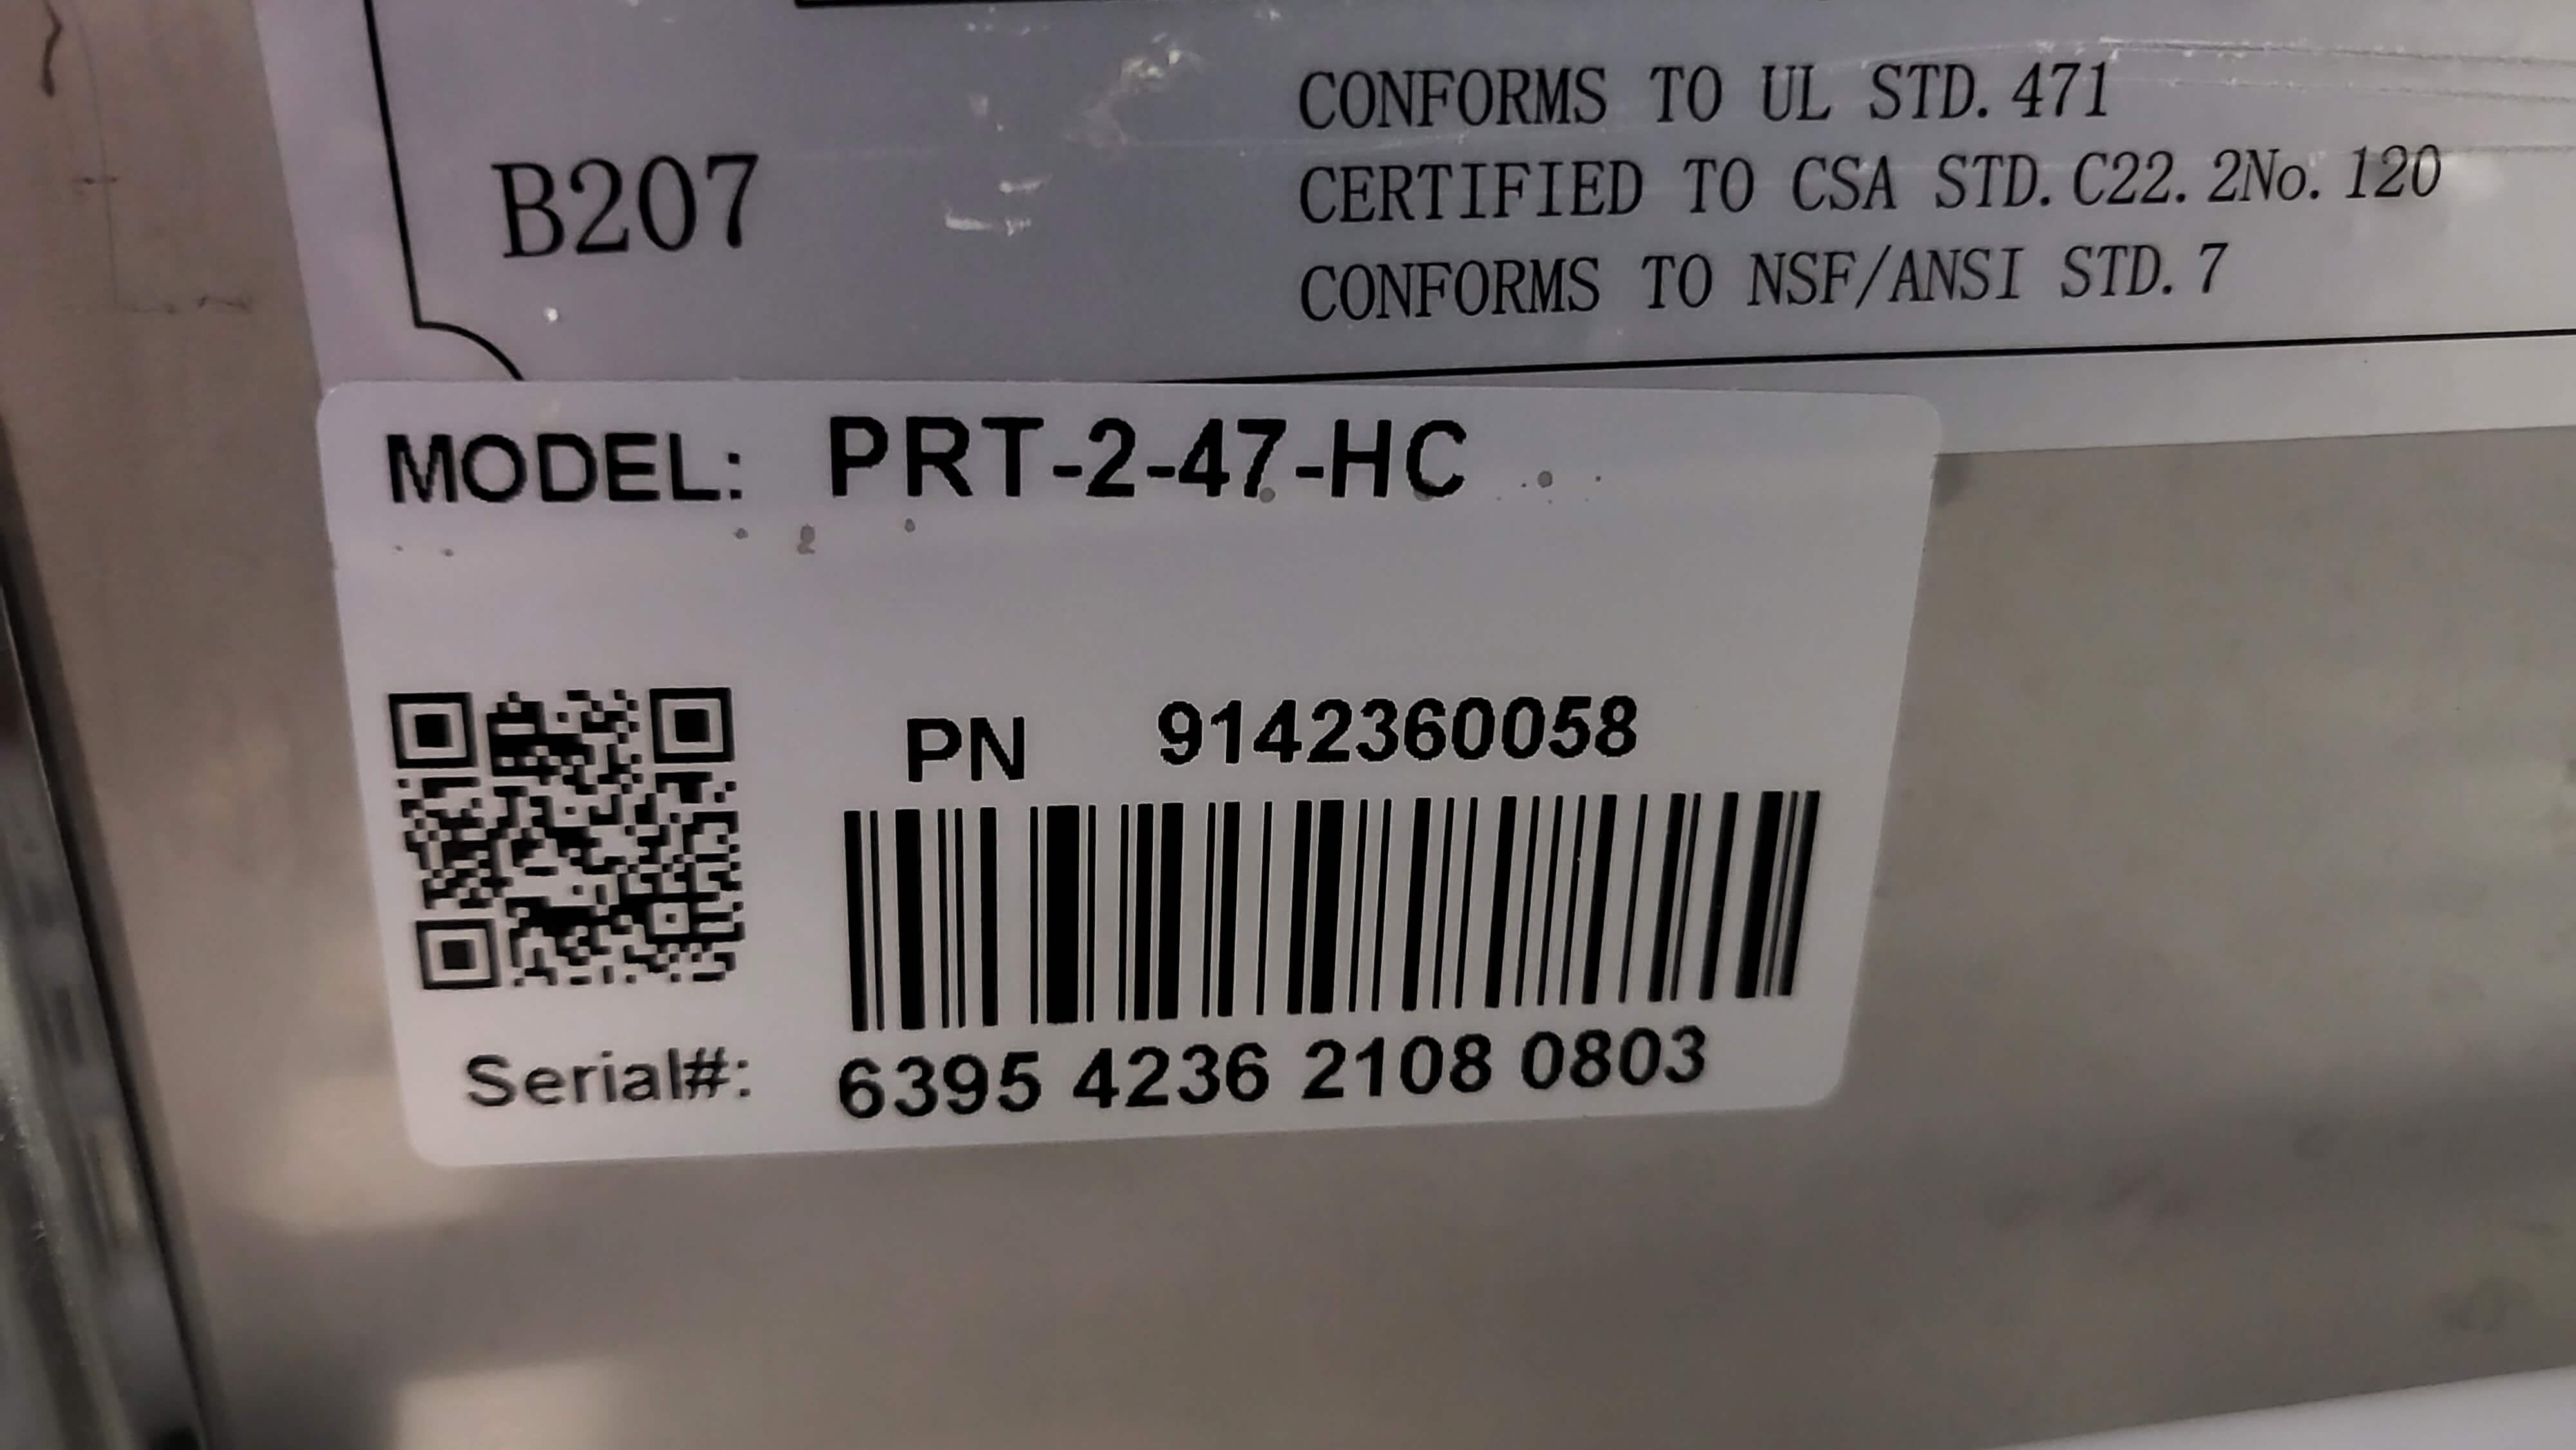 CONFORMS TO UL STD. 471
B207
CERTIFIED TO CSA STD. C22. 2No. 120
CONFORMS TO NSF/ANSI STD. 7
MODEL: PRT-2-47-HC
PN 9142360058
Serial#: 6395 4236 2108 0803